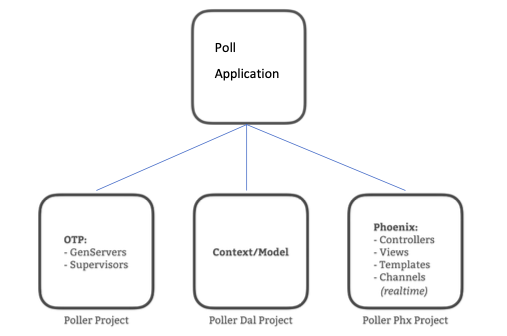 Poll
Application
OTP:
- GenServers
- Supervisors
Context/Model
Phoenix:
- Controllers
- Views
- Templates
- Channels
(realtime)
Poller Project
Poller Dal Project
Poller Phx Project